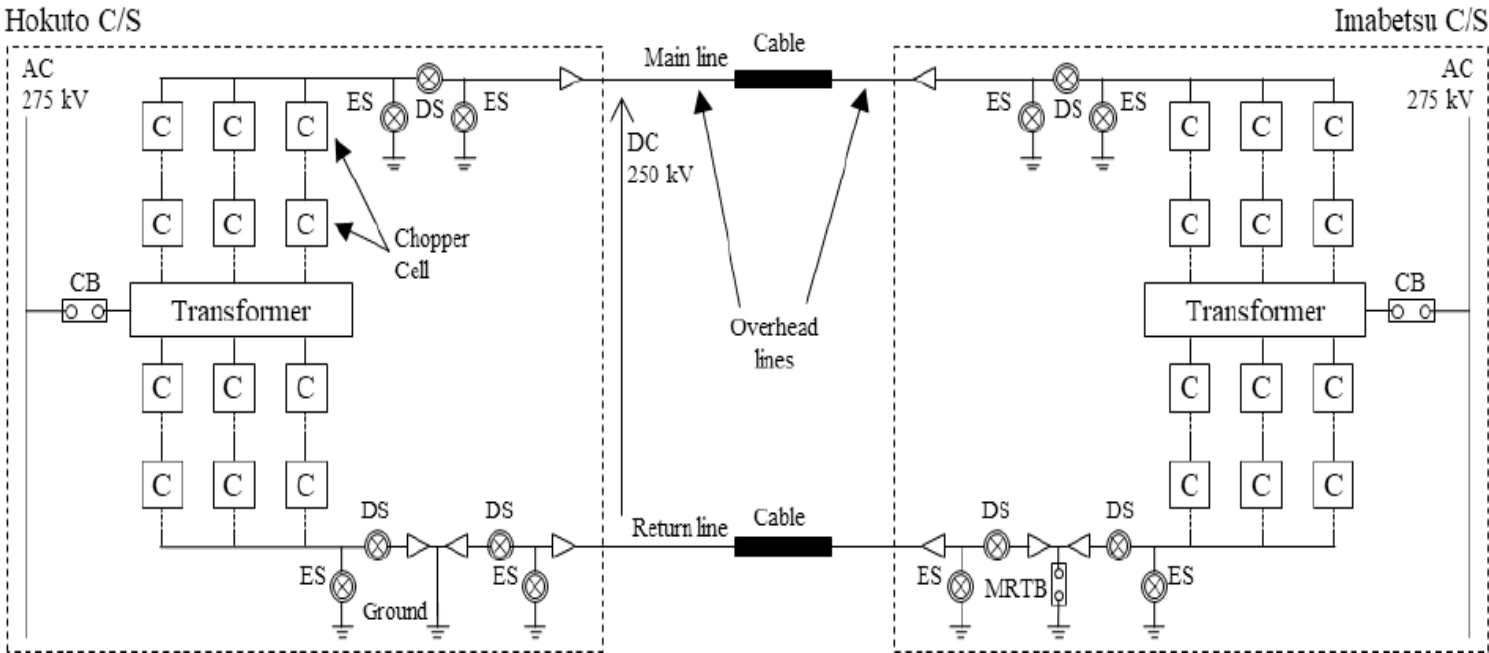 Hokuto C/S
Imabetsu C/S
AC
275 kV
ES
DS
ES
Main line
Cable
ES
DS
ES
AC
275 kV
C C C
C C C
DC
250 kV
C C C
C C C
Chopper
Cell
CB
Transformer
Overhead
lines
Transformer
CB
C C C
C C C
C C C
C C C
DS
DS
Return line
Cable
DS
DS
ES
Ground
ES
ES
MRTB
ES